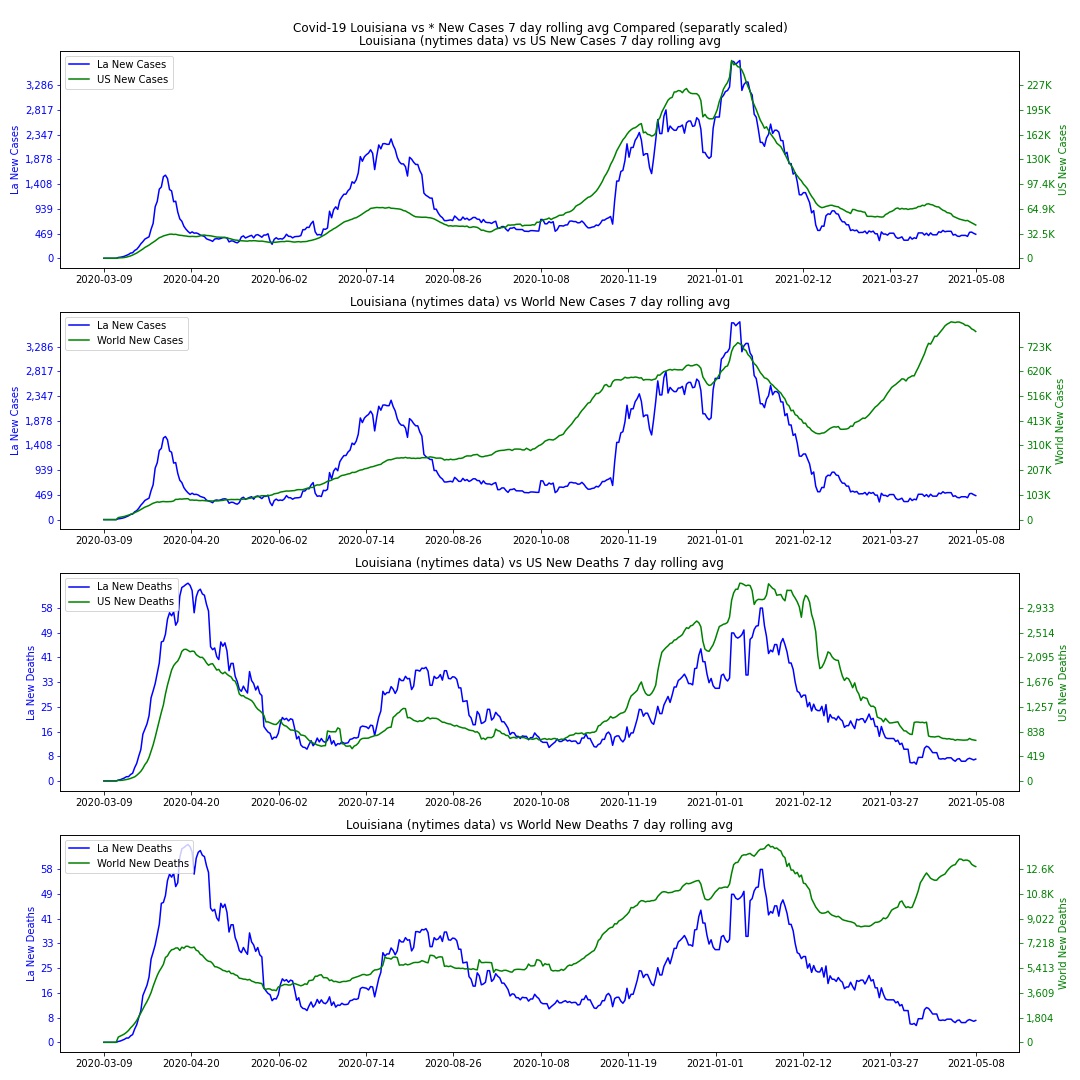 Covid-19 Louisiana vs * New Cases 7 day rolling avg Compared (separatly scaled)
Louisiana (nytimes data) vs US New Cases 7 day rolling avg
La New Cases
US New Cases
La New Cases
US New Cases
3,286
2,817
2,347
1,878
1,408
939
469
0
227K
195K
162K
130K
97.4K
64.9K
32.5K
0
2020-03-09 2020-04-20 2020-06-02 2020-07-14 2020-08-26 2020-10-08 2020-11-19 2021-01-01 2021-02-12 2021-03-27 2021-05-08
Louisiana (nytimes data) vs World New Cases 7 day rolling avg
La New Cases
World New Cases
La New Cases
World New Cases
3,286
2,817
2,347
1,878
1,408
939
469
0
723K
620K
516K
413K
310K
207K
103K
0
2020-03-09 2020-04-20 2020-06-02 2020-07-14 2020-08-26 2020-10-08 2020-11-19 2021-01-01 2021-02-12 2021-03-27 2021-05-08
Louisiana (nytimes data) vs US New Deaths 7 day rolling avg
La New Deaths
US New Deaths
La New Deaths
US New Deaths
58
49
41
33
25
16
8
0
2,933
2,514
2,095
1,676
1,257
838
419
0
2020-03-09 2020-04-20 2020-06-02 2020-07-14 2020-08-26 2020-10-08 2020-11-19 2021-01-01 2021-02-12 2021-03-27 2021-05-08
Louisiana (nytimes data) vs World New Deaths 7 day rolling avg
La New Deaths
World New Deaths
La New Deaths
World New Deaths
58
49
41
33
25
16
8
0
12.6K
10.8K
9,022
7,218
5,413
3,609
1,804
0
2020-03-09 2020-04-20 2020-06-02 2020-07-14 2020-08-26 2020-10-08 2020-11-19 2021-01-01 2021-02-12 2021-03-27 2021-05-08